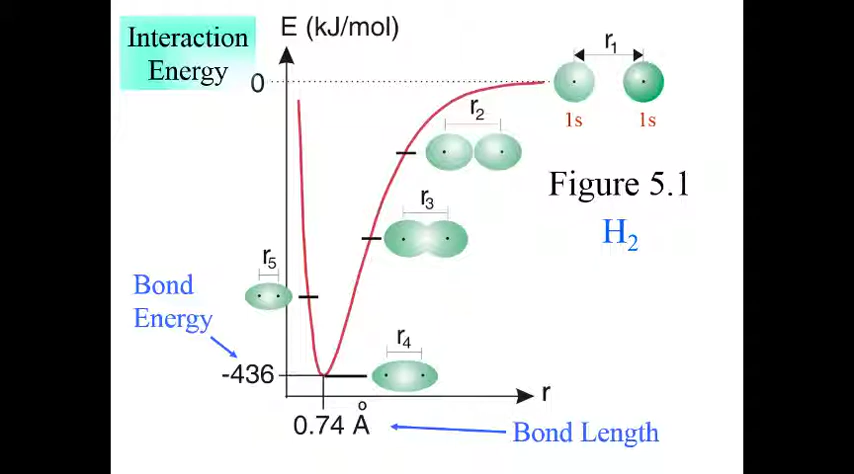 Interaction
Energy
E (kJ/mol)
0
r₁
1s 1s
r₂
Figure 5.1
H₂
r₃
r₅
Bond
Energy
r₄
-436
r
0.74 Å
Bond Length